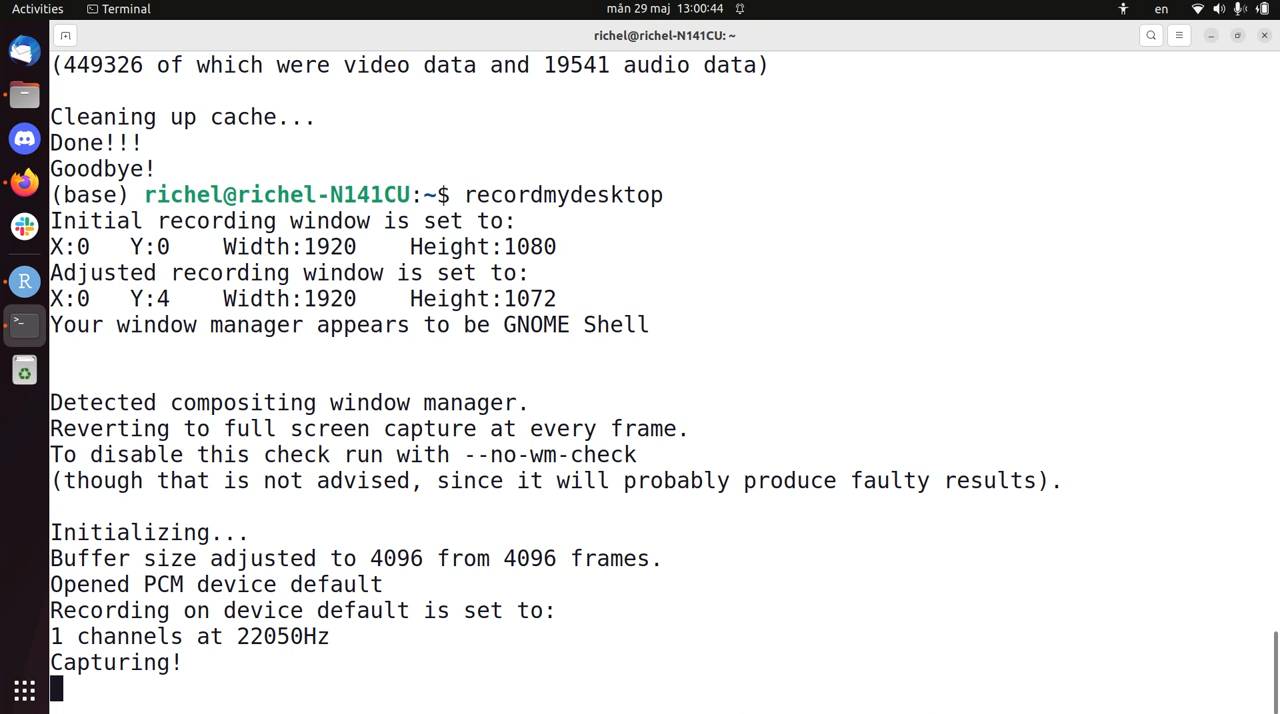 Activities
Terminal
mån 29 maj 13:00:44
en
richel@richel-N141CU: ~
(449326 of which were video data and 19541 audio data)
Cleaning up cache...
Done!!!
Goodbye!
(base) richel@richel-N141CU:~$ recordmydesktop
Initial recording window is set to:
X:0   Y:0    Width:1920    Height:1080
Adjusted recording window is set to:
X:0   Y:4    Width:1920    Height:1072
Your window manager appears to be GNOME Shell
Detected compositing window manager.
Reverting to full screen capture at every frame.
To disable this check run with --no-wm-check
(though that is not advised, since it will probably produce faulty results).
Initializing...
Buffer size adjusted to 4096 from 4096 frames.
Opened PCM device default
Recording on device default is set to:
1 channels at 22050Hz
Capturing!
R
>_